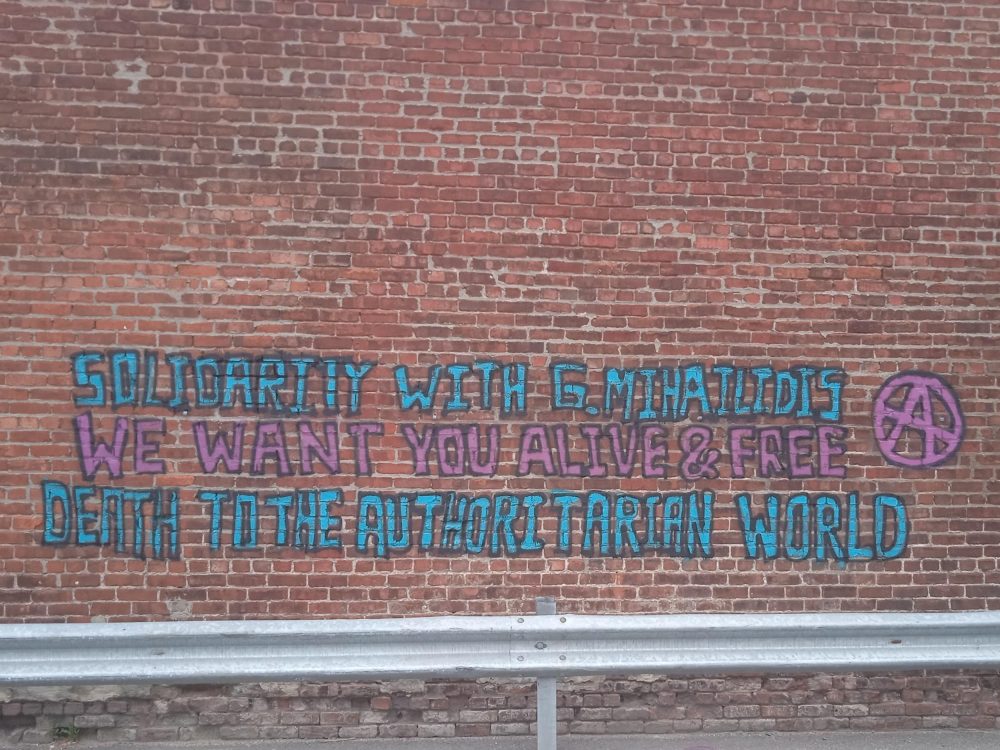 SOLIDARITY WITH G.MIHAILIDIS
WE WANT YOU ALIVE & FREE
DEATH TO THE AUTHORITARIAN WORLD